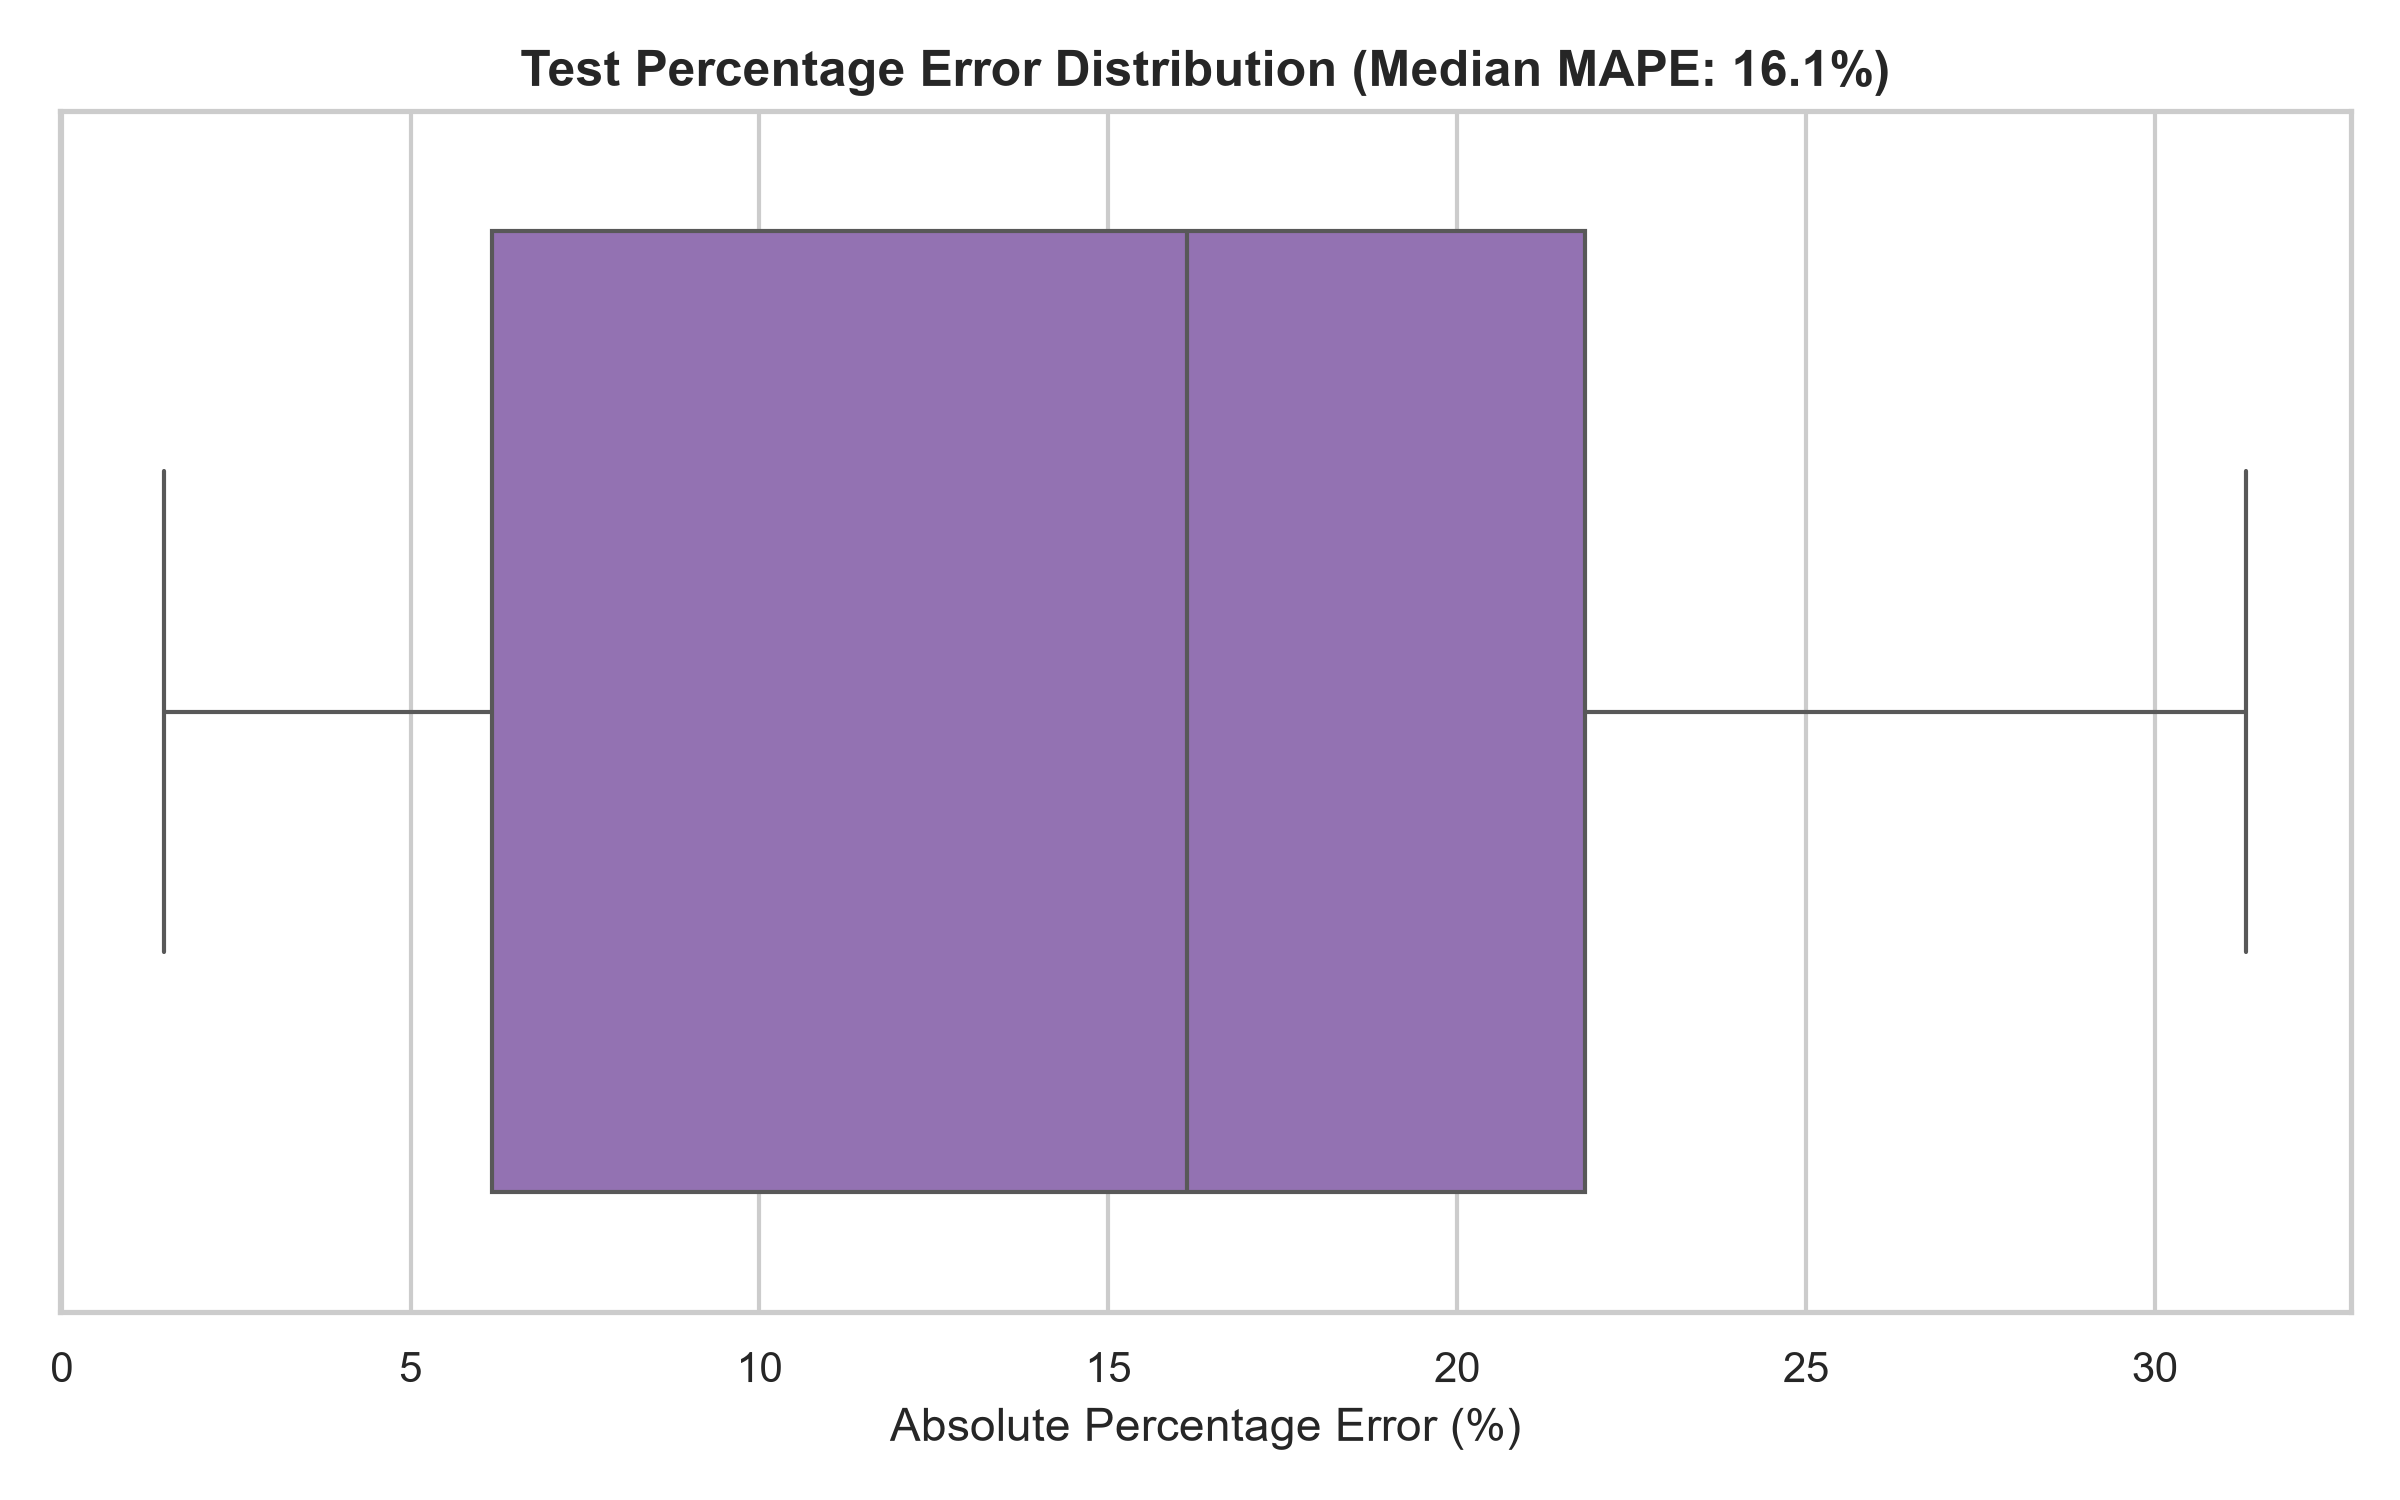 Test Percentage Error Distribution (Median MAPE: 16.1%)
0 5 10 15 20 25 30
Absolute Percentage Error (%)